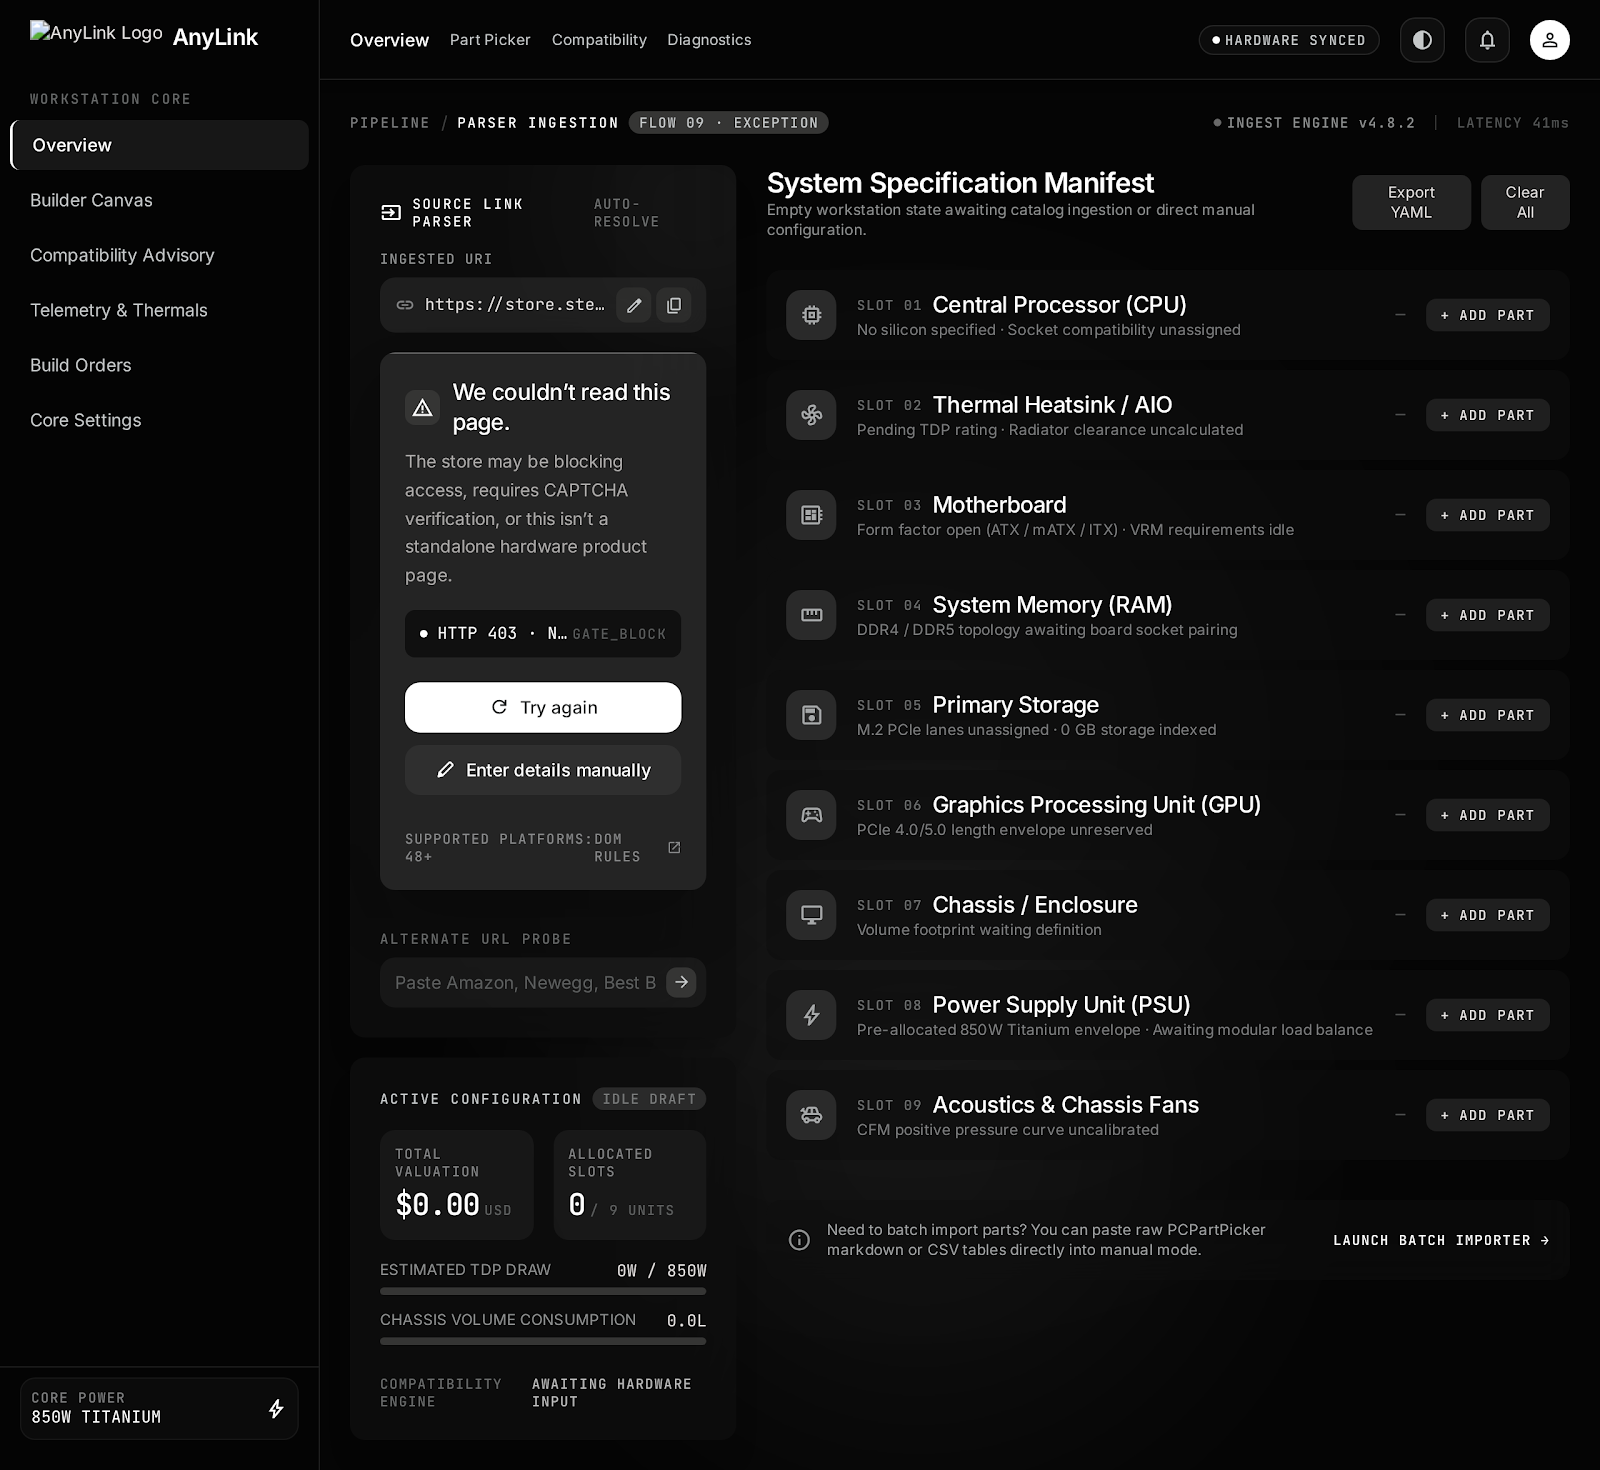 AnyLink Logo AnyLink
WORKSTATION CORE
Overview
Builder Canvas
Compatibility Advisory
Telemetry & Thermals
Build Orders
Core Settings
CORE POWER
850W TITANIUM
Overview Part Picker Compatibility Diagnostics
HARDWARE SYNCED
PIPELINE / PARSER INGESTION FLOW 09 · EXCEPTION
INGEST ENGINE v4.8.2 | LATENCY 41ms
SOURCE LINK
PARSER
AUTO-
RESOLVE
INGESTED URI
https://store.ste…
We couldn’t read this
page.
The store may be blocking
access, requires CAPTCHA
verification, or this isn’t a
standalone hardware product
page.
HTTP 403 · N… GATE_BLOCK
Try again
Enter details manually
SUPPORTED PLATFORMS:
48+
DOM
RULES
ALTERNATE URL PROBE
Paste Amazon, Newegg, Best B
ACTIVE CONFIGURATION IDLE DRAFT
TOTAL
VALUATION
$0.00 USD
ALLOCATED
SLOTS
0 / 9 UNITS
ESTIMATED TDP DRAW 0W / 850W
CHASSIS VOLUME CONSUMPTION 0.0L
COMPATIBILITY
ENGINE
AWAITING HARDWARE
INPUT
System Specification Manifest
Empty workstation state awaiting catalog ingestion or direct manual
configuration.
Export
YAML
Clear
All
SLOT 01 Central Processor (CPU)
No silicon specified · Socket compatibility unassigned
— + ADD PART
SLOT 02 Thermal Heatsink / AIO
Pending TDP rating · Radiator clearance uncalculated
— + ADD PART
SLOT 03 Motherboard
Form factor open (ATX / mATX / ITX) · VRM requirements idle
— + ADD PART
SLOT 04 System Memory (RAM)
DDR4 / DDR5 topology awaiting board socket pairing
— + ADD PART
SLOT 05 Primary Storage
M.2 PCIe lanes unassigned · 0 GB storage indexed
— + ADD PART
SLOT 06 Graphics Processing Unit (GPU)
PCIe 4.0/5.0 length envelope unreserved
— + ADD PART
SLOT 07 Chassis / Enclosure
Volume footprint waiting definition
— + ADD PART
SLOT 08 Power Supply Unit (PSU)
Pre-allocated 850W Titanium envelope · Awaiting modular load balance
— + ADD PART
SLOT 09 Acoustics & Chassis Fans
CFM positive pressure curve uncalibrated
— + ADD PART
Need to batch import parts? You can paste raw PCPartPicker
markdown or CSV tables directly into manual mode.
LAUNCH BATCH IMPORTER →